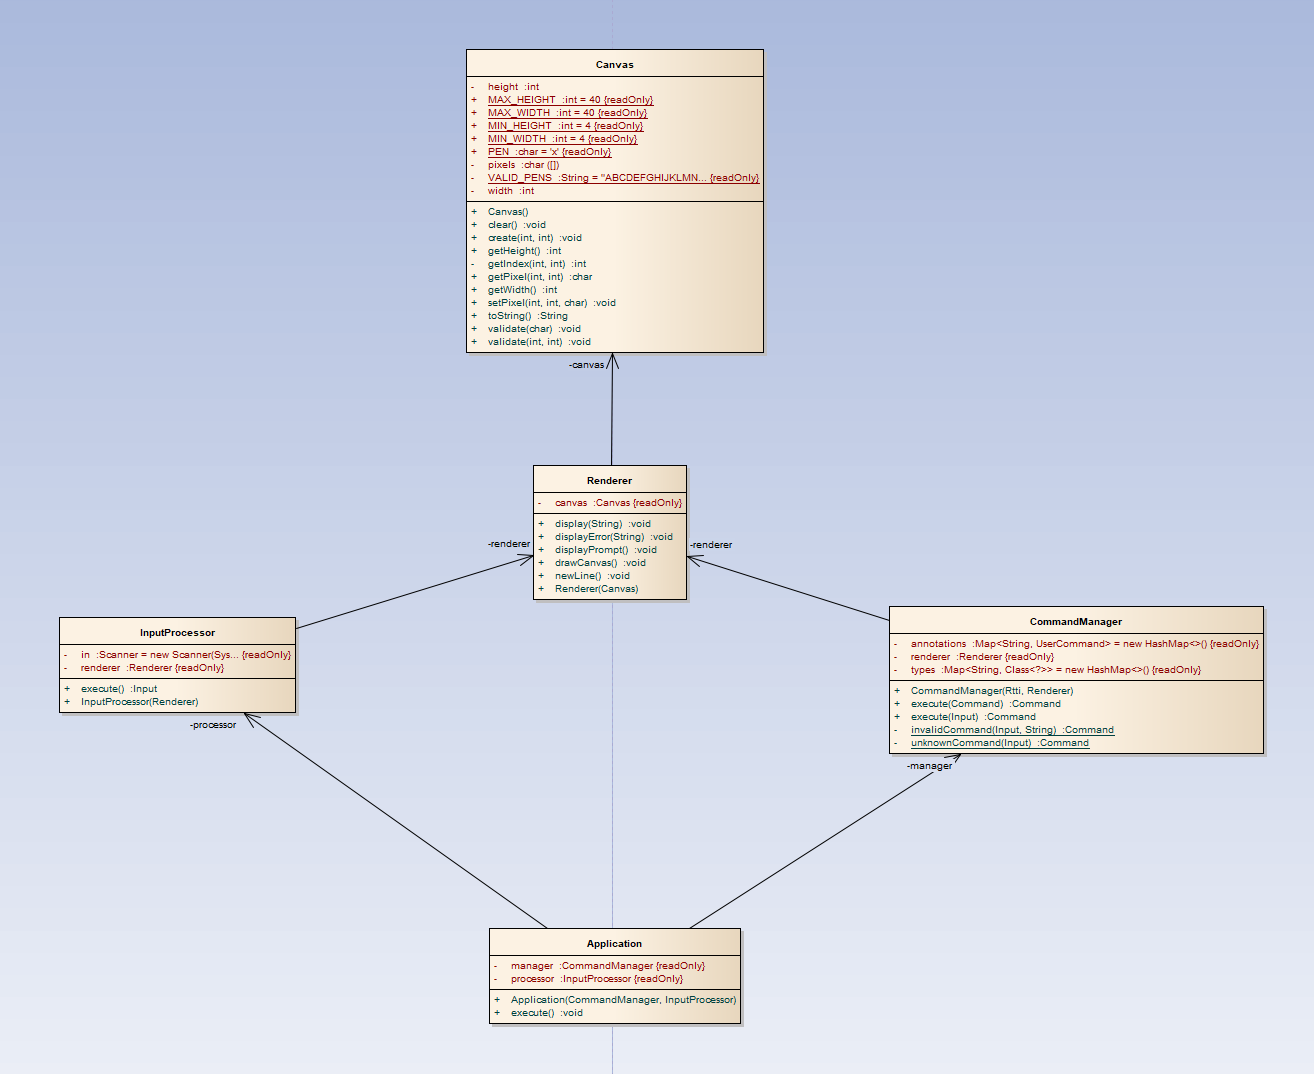 Canvas
- height :int
+ MAX_HEIGHT :int = 40 {readOnly}
+ MAX_WIDTH :int = 40 {readOnly}
+ MIN_HEIGHT :int = 4 {readOnly}
+ MIN_WIDTH :int = 4 {readOnly}
+ PEN :char = 'x' {readOnly}
- pixels :char ([])
- VALID_PENS :String = "ABCDEFGHIJKLMN... {readOnly}
- width :int
+ Canvas()
+ clear() :void
+ create(int, int) :void
+ getHeight() :int
- getIndex(int, int) :int
+ getPixel(int, int) :char
+ getWidth() :int
+ setPixel(int, int, char) :void
+ toString() :String
+ validate(char) :void
+ validate(int, int) :void
-canvas
Renderer
- canvas :Canvas {readOnly}
+ display(String) :void
+ displayError(String) :void
+ displayPrompt() :void
+ drawCanvas() :void
+ newLine() :void
+ Renderer(Canvas)
-renderer
-renderer
InputProcessor
- in :Scanner = new Scanner(Sys... {readOnly}
- renderer :Renderer {readOnly}
+ execute() :Input
+ InputProcessor(Renderer)
-processor
CommandManager
- annotations :Map<String, UserCommand> = new HashMap<>() {readOnly}
- renderer :Renderer {readOnly}
- types :Map<String, Class<?>> = new HashMap<>() {readOnly}
+ CommandManager(Rtti, Renderer)
+ execute(Command) :Command
+ execute(Input) :Command
- invalidCommand(Input, String) :Command
- unknownCommand(Input) :Command
-manager
Application
- manager :CommandManager {readOnly}
- processor :InputProcessor {readOnly}
+ Application(CommandManager, InputProcessor)
+ execute() :void